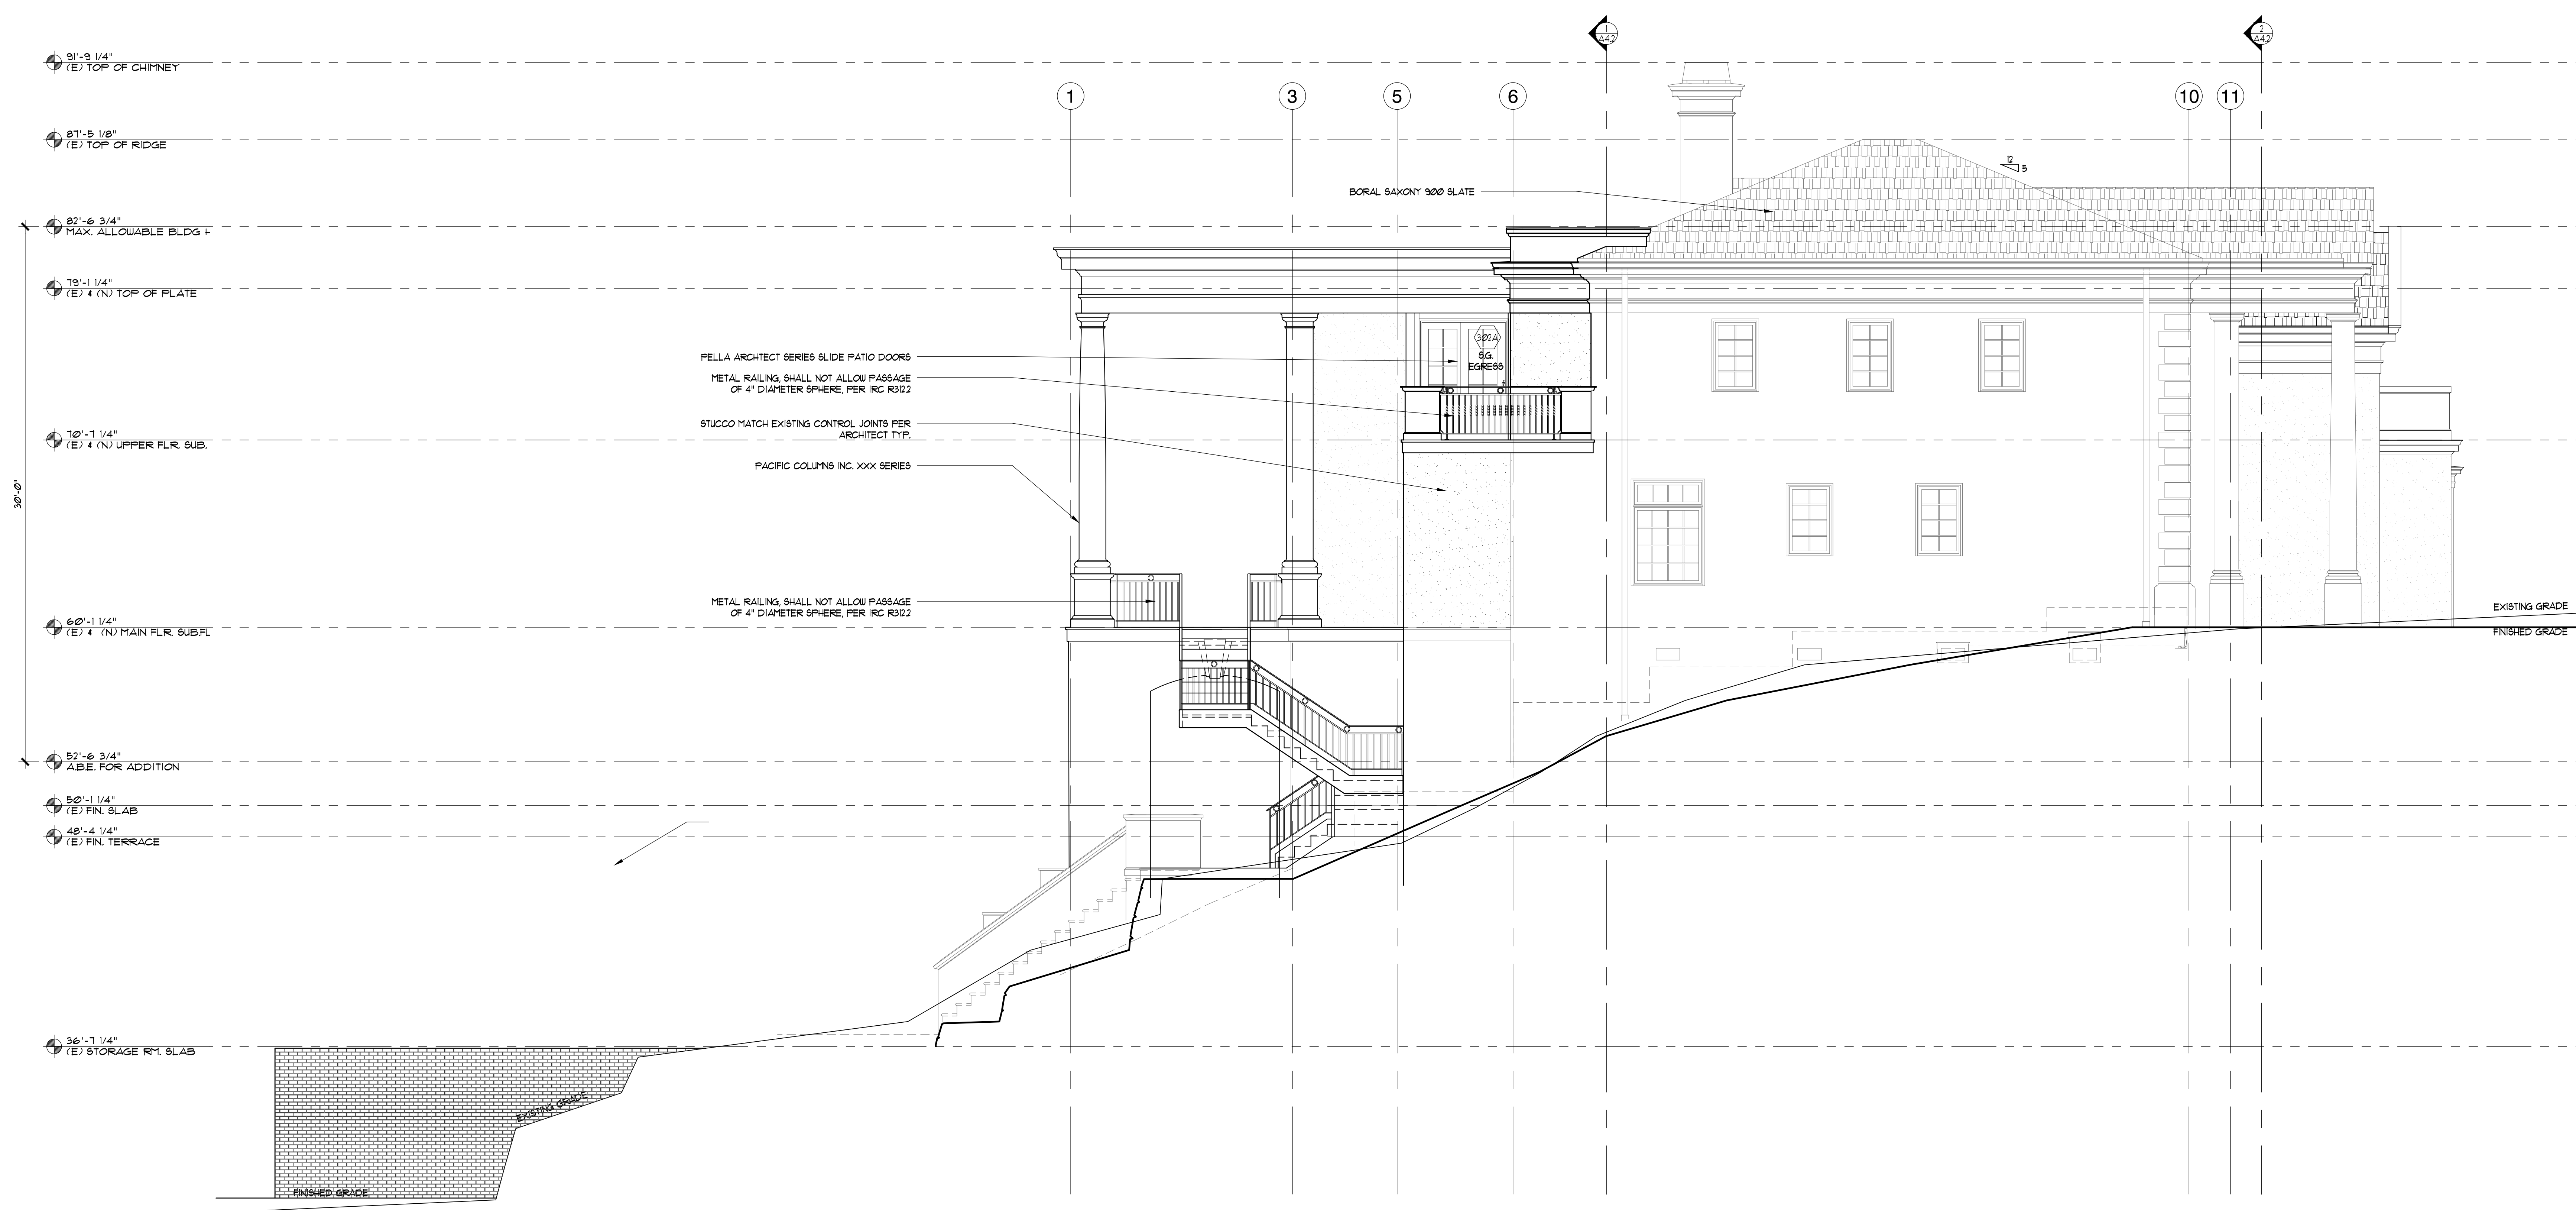 1
A4.2
2
A4.2
91'-9 1/4"
(E) TOP OF CHIMNEY
1
3
5
6
10
11
87'-5 1/8"
(E) TOP OF RIDGE
12
5
BORAL SAXONY 900 SLATE
82'-6 3/4"
MAX. ALLOWABLE BLDG H
79'-1 1/4"
(E) & (N) TOP OF PLATE
302A
S.G.
EGRESS
PELLA ARCHTECT SERIES SLIDE PATIO DOORS
METAL RAILING, SHALL NOT ALLOW PASSAGE
OF 4" DIAMETER SPHERE, PER IRC R312.2
STUCCO MATCH EXISTING CONTROL JOINTS PER
ARCHITECT TYP.
70'-7 1/4"
(E) & (N) UPPER FLR. SUB.
PACIFIC COLUMNS INC. XXX SERIES
30'-0"
METAL RAILING, SHALL NOT ALLOW PASSAGE
OF 4" DIAMETER SPHERE, PER IRC R312.2
EXISTING GRADE
60'-1 1/4"
(E) & (N) MAIN FLR. SUB.FL
FINISHED GRADE
52'-6 3/4"
A.B.E. FOR ADDITION
50'-1 1/4"
(E) FIN. SLAB
48'-4 1/4"
(E) FIN. TERRACE
36'-7 1/4"
(E) STORAGE RM. SLAB
EXISTING GRADE
FINISHED GRADE